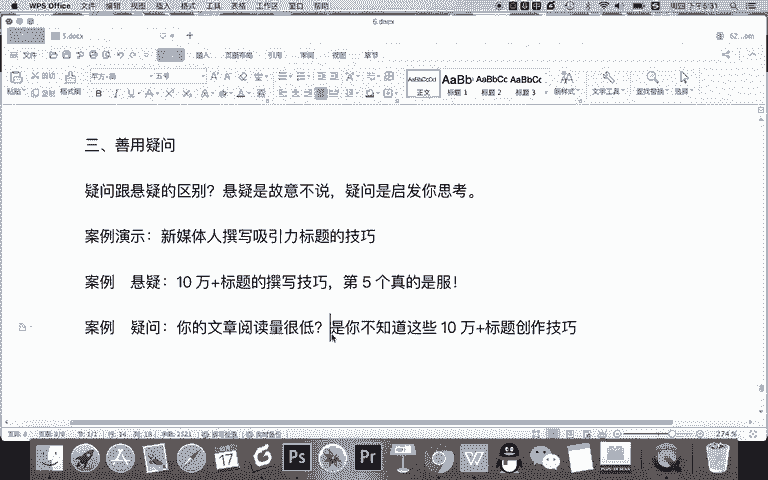 WPS Office 文件 编辑 视图 插入 格式 工具 表格 工作区 窗口 帮助
6.docx
5.docx
文件 插入 页面布局 引用 审阅 视图 章节
粘贴 剪切 复制 格式刷
AaBbCcDd AaBb AaBbCc AaBbCc
正文 标题 1 标题 2 标题 3 新样式 文字工具 查找替换 选择
三、善用疑问
疑问跟悬疑的区别？悬疑是故意不说，疑问是启发你思考。
案例演示：新媒体人撰写吸引力标题的技巧
案例 悬疑：10 万+标题的撰写技巧，第 5 个真的是服！
案例 疑问：你的文章阅读量很低？是你不知道这些 10 万+标题创作技巧
274 %
17
Ps
Pr